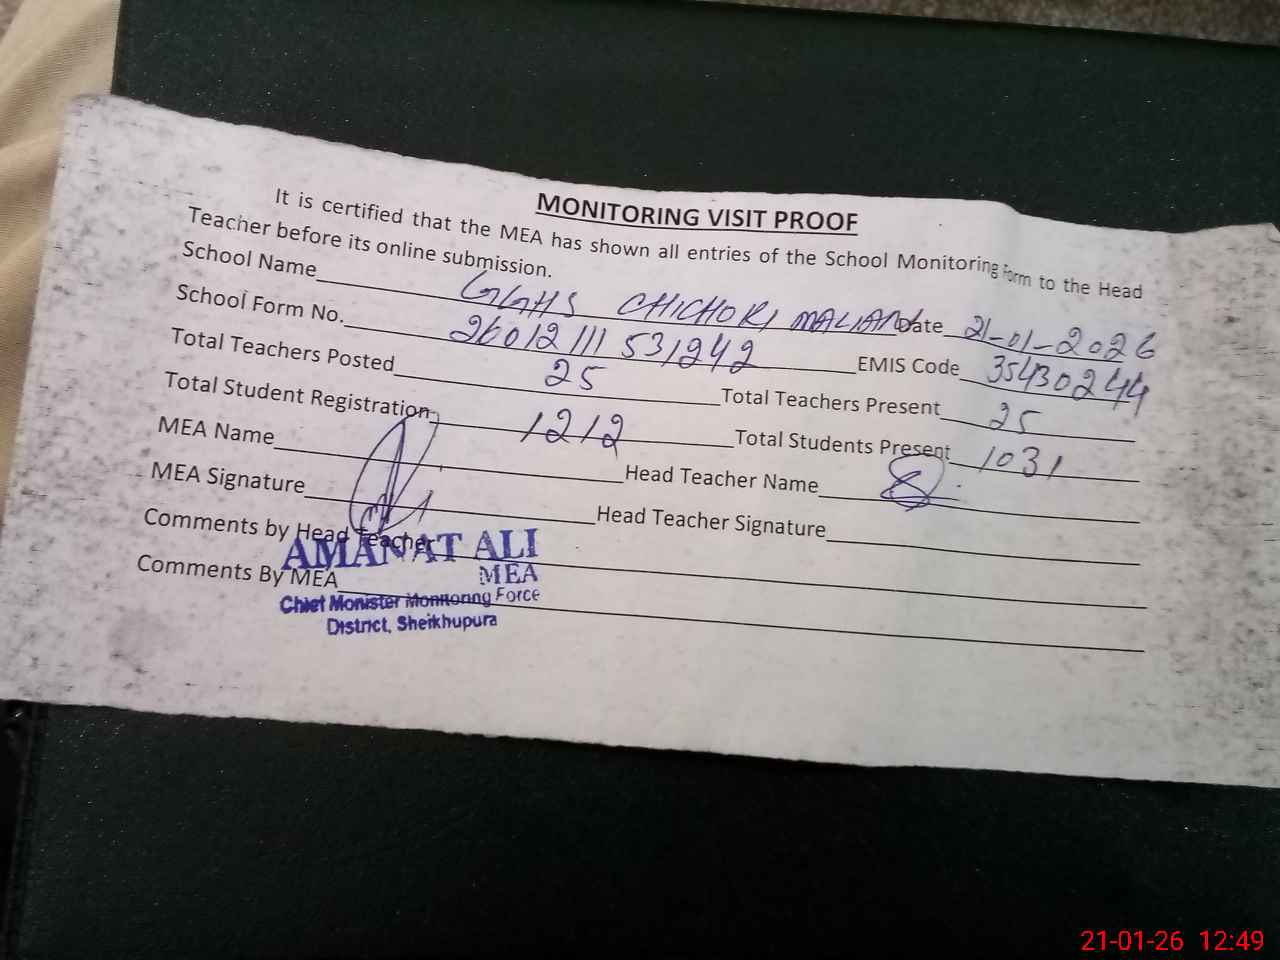 MONITORING VISIT PROOF
It is certified that the MEA has shown all entries of the School Monitoring Form to the Head
Teacher before its online submission.
School Name GGHS CHICHOKI MALIAN Date 21-01-2026
School Form No. 26012111531242 EMIS Code 35430244
Total Teachers Posted 25 Total Teachers Present 25
Total Student Registration 1212 Total Students Present 1031
MEA Name Head Teacher Name
MEA Signature Head Teacher Signature
Comments by Head Teacher
AMANAT ALI
Comments By MEA
MEA
Chief Monister Monitoring Force
District, Sheikhupura
21-01-26 12:49